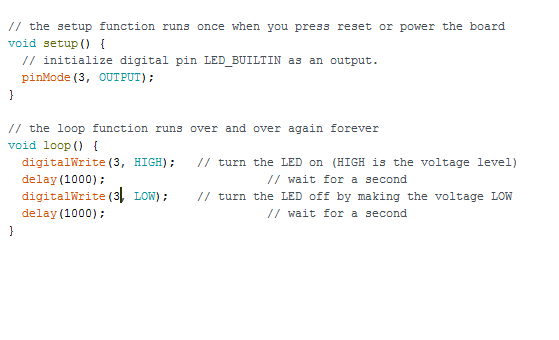 // the setup function runs once when you press reset or power the board
void setup() {
  // initialize digital pin LED_BUILTIN as an output.
  pinMode(3, OUTPUT);
}

// the loop function runs over and over again forever
void loop() {
  digitalWrite(3, HIGH);   // turn the LED on (HIGH is the voltage level)
  delay(1000);                       // wait for a second
  digitalWrite(3, LOW);    // turn the LED off by making the voltage LOW
  delay(1000);                       // wait for a second
}